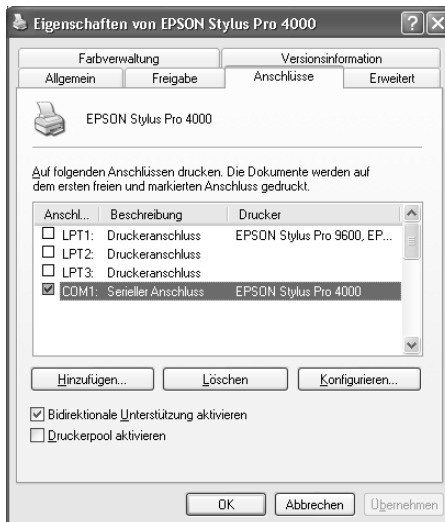 Eigenschaften von EPSON Stylus Pro 4000
Farbverwaltung Versionsinformation
Allgemein Freigabe Anschlüsse Erweitert
EPSON Stylus Pro 4000
Auf folgenden Anschlüssen drucken. Die Dokumente werden auf
dem ersten freien und markierten Anschluss gedruckt.
Anschl... Beschreibung Drucker
LPT1: Druckeranschluss EPSON Stylus Pro 9600, EP...
LPT2: Druckeranschluss
LPT3: Druckeranschluss
COM1: Serieller Anschluss EPSON Stylus Pro 4000
Hinzufügen... Löschen Konfigurieren...
Bidirektionale Unterstützung aktivieren
Druckerpool aktivieren
OK Abbrechen Übernehmen